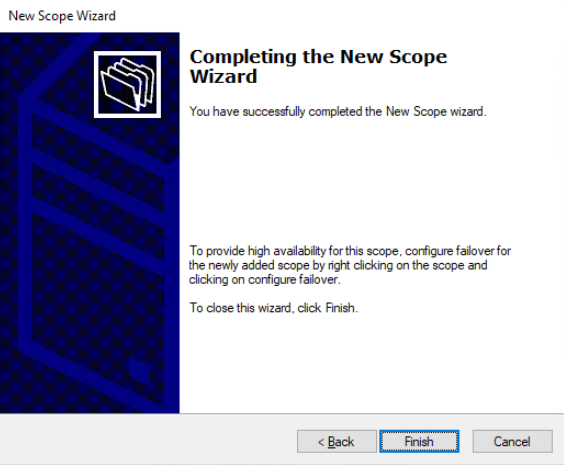 New Scope Wizard
Completing the New Scope
Wizard
You have successfully completed the New Scope wizard.
To provide high availability for this scope, configure failover for
the newly added scope by right clicking on the scope and
clicking on configure failover.
To close this wizard, click Finish.
< Back
Finish
Cancel